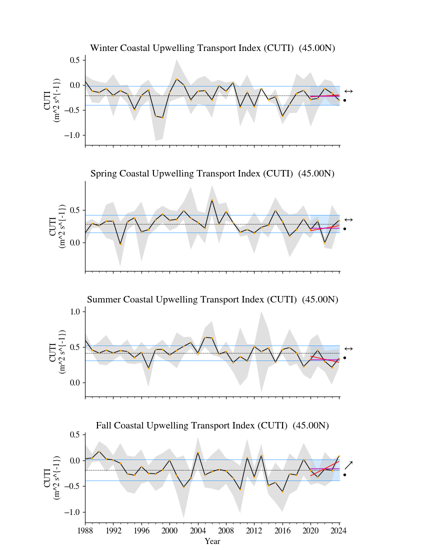 Winter Coastal Upwelling Transport Index (CUTI) (45.00N)
0.5
0.0
−0.5
−1.0
CUTI
(m^2 s^{-1})
Spring Coastal Upwelling Transport Index (CUTI) (45.00N)
0.5
0.0
CUTI
(m^2 s^{-1})
Summer Coastal Upwelling Transport Index (CUTI) (45.00N)
1.0
0.5
0.0
CUTI
(m^2 s^{-1})
Fall Coastal Upwelling Transport Index (CUTI) (45.00N)
0.5
0.0
−0.5
−1.0
CUTI
(m^2 s^{-1})
1988 1992 1996 2000 2004 2008 2012 2016 2020 2024
Year